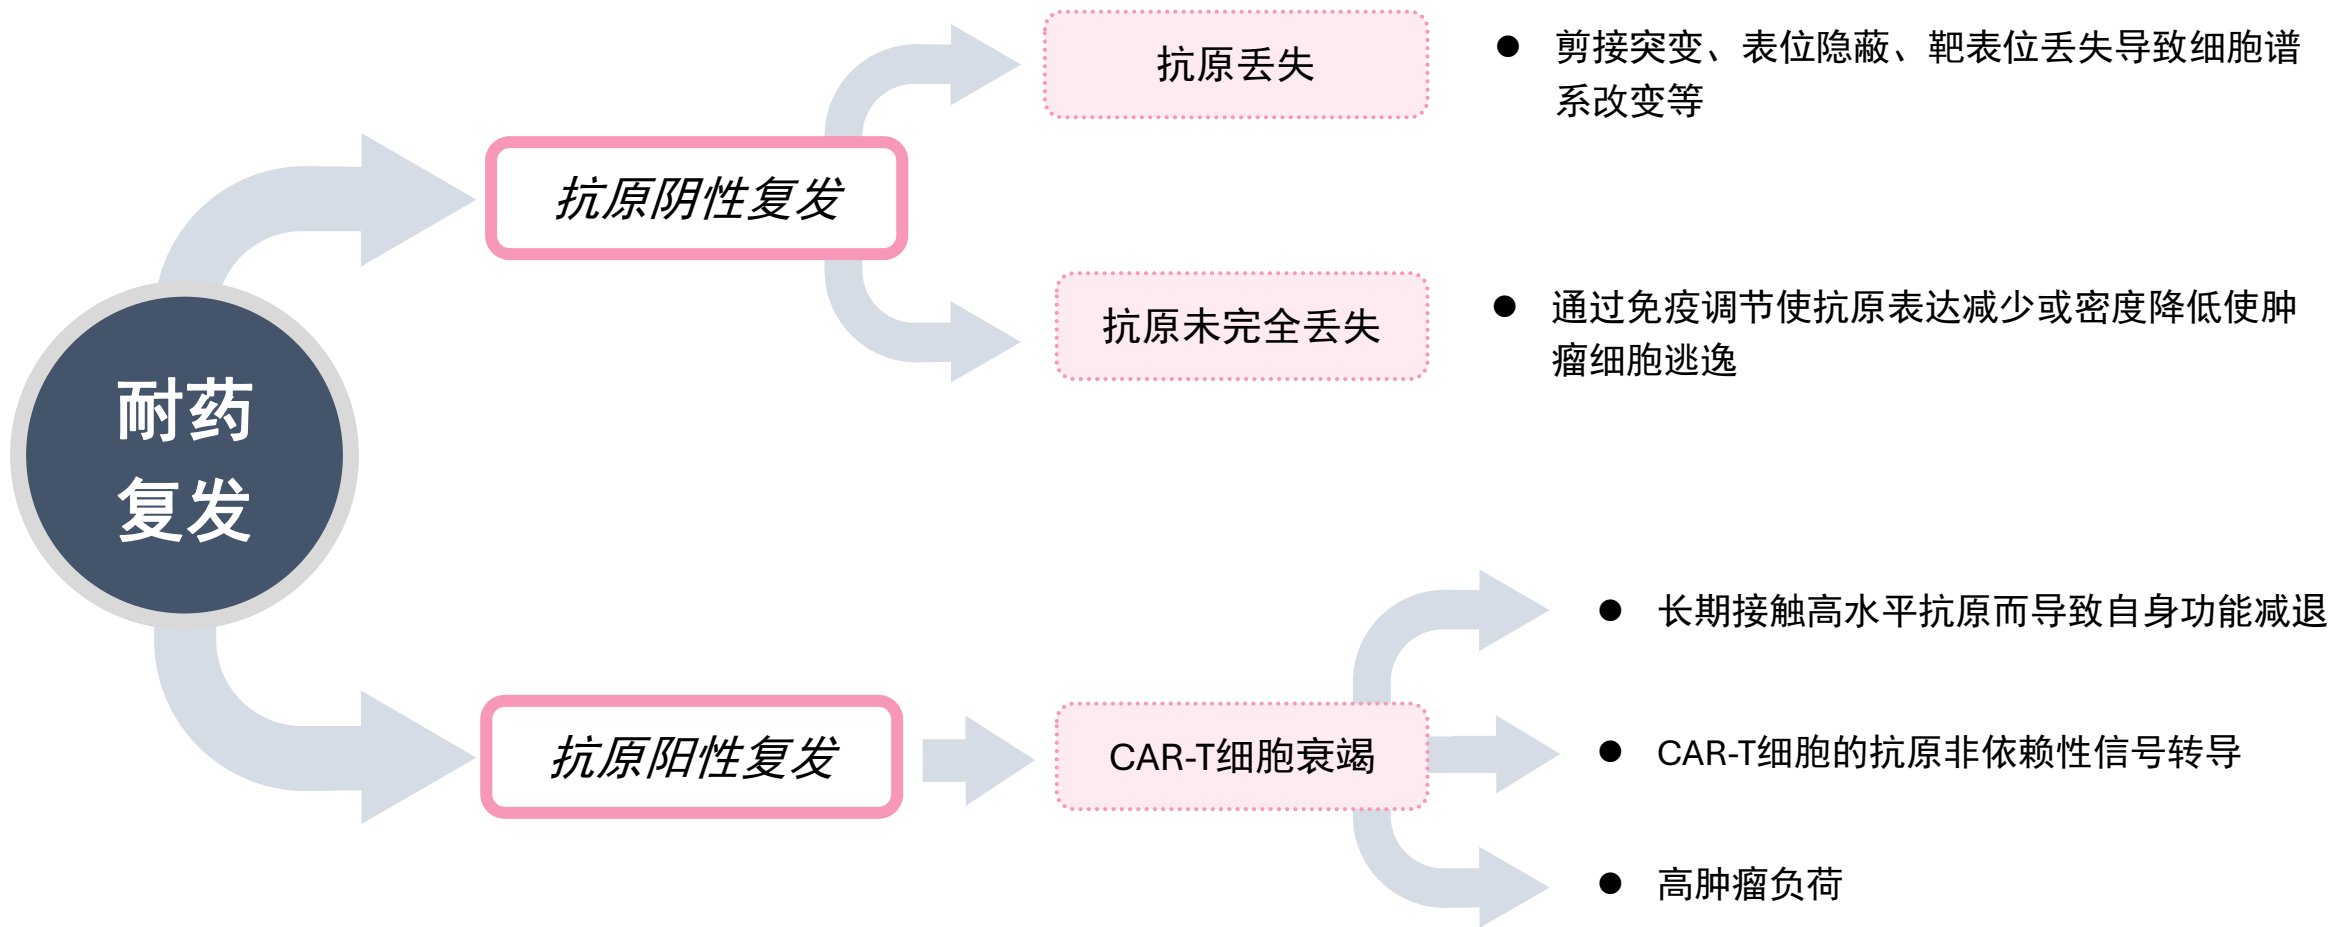 耐药
复发
抗原阴性复发
抗原丢失
剪接突变、表位隐蔽、靶表位丢失导致细胞谱
系改变等
抗原未完全丢失
通过免疫调节使抗原表达减少或密度降低使肿
瘤细胞逃逸
抗原阳性复发
CAR-T细胞衰竭
长期接触高水平抗原而导致自身功能减退
CAR-T细胞的抗原非依赖性信号转导
高肿瘤负荷